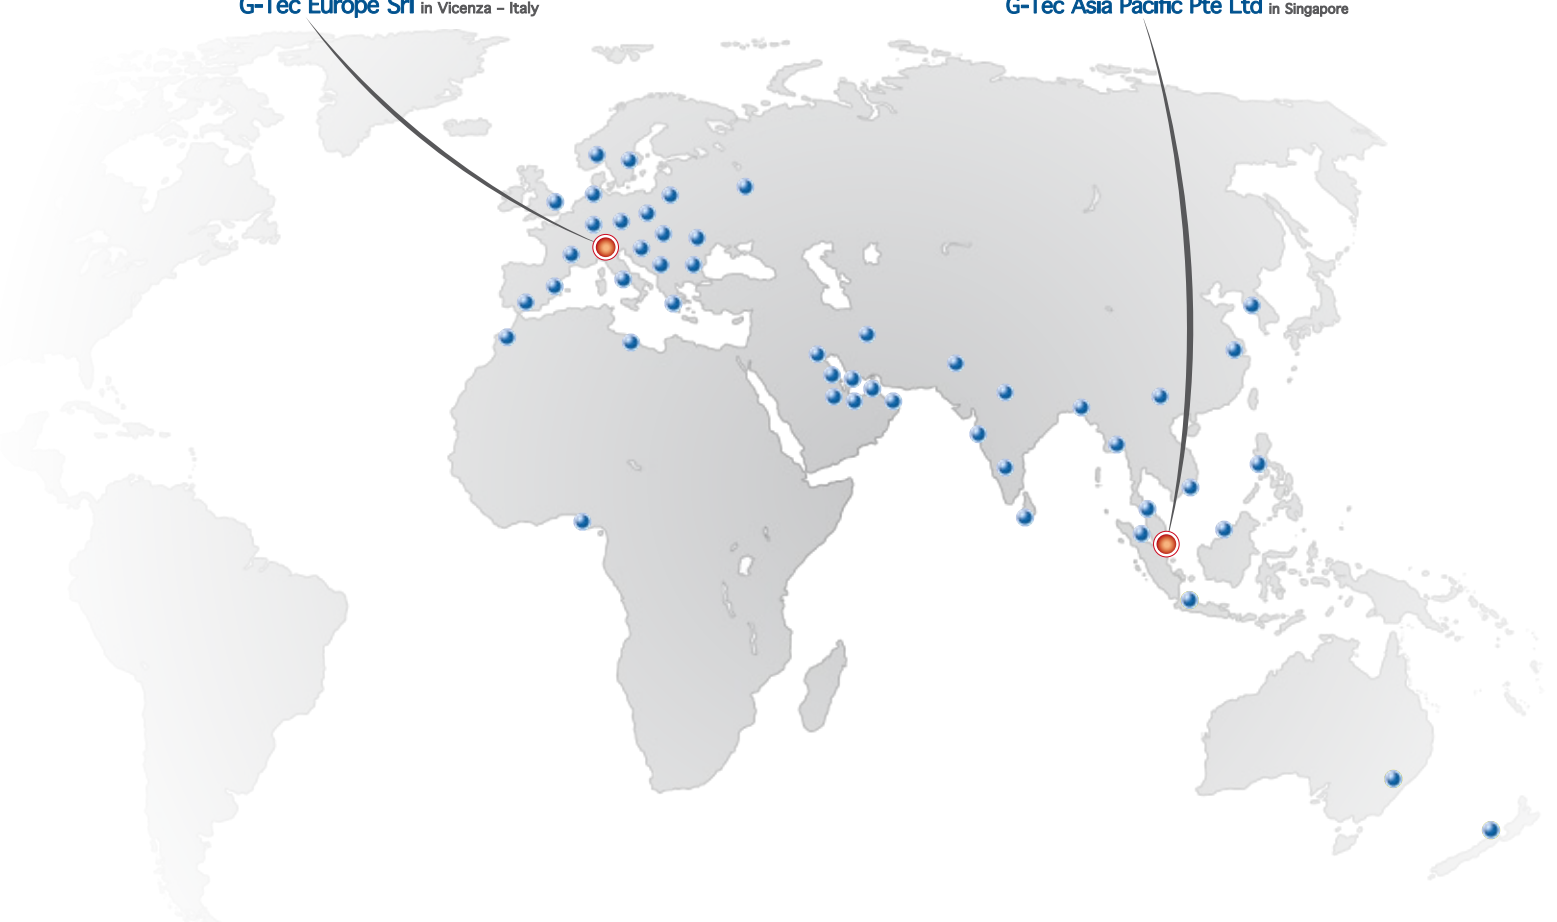 G-Tec Europe Srl in Vicenza – Italy
G-Tec Asia Pacific Pte Ltd in Singapore